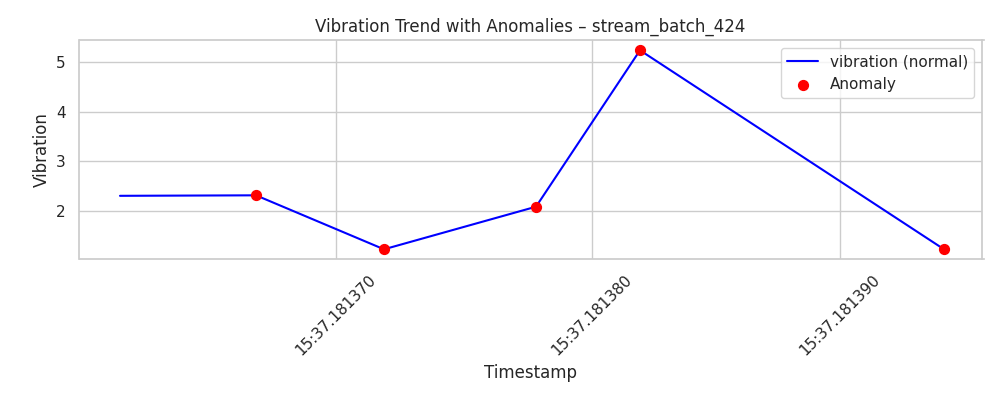 Vibration Trend with Anomalies – stream_batch_424
vibration (normal)
Anomaly
Vibration
5
4
3
2
15:37.181370
15:37.181380
15:37.181390
Timestamp